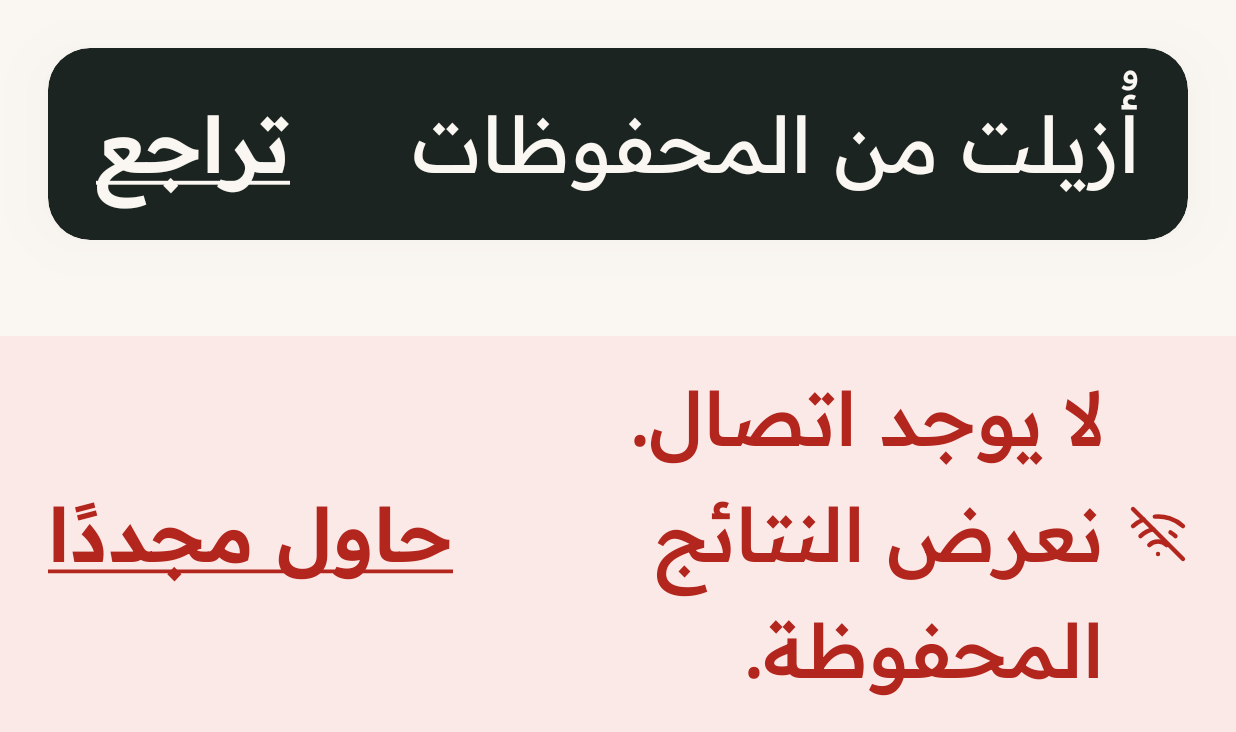 أُزيلت من المحفوظات
تراجع
لا يوجد اتصال.
نعرض النتائج
المحفوظة.
حاول مجددًا